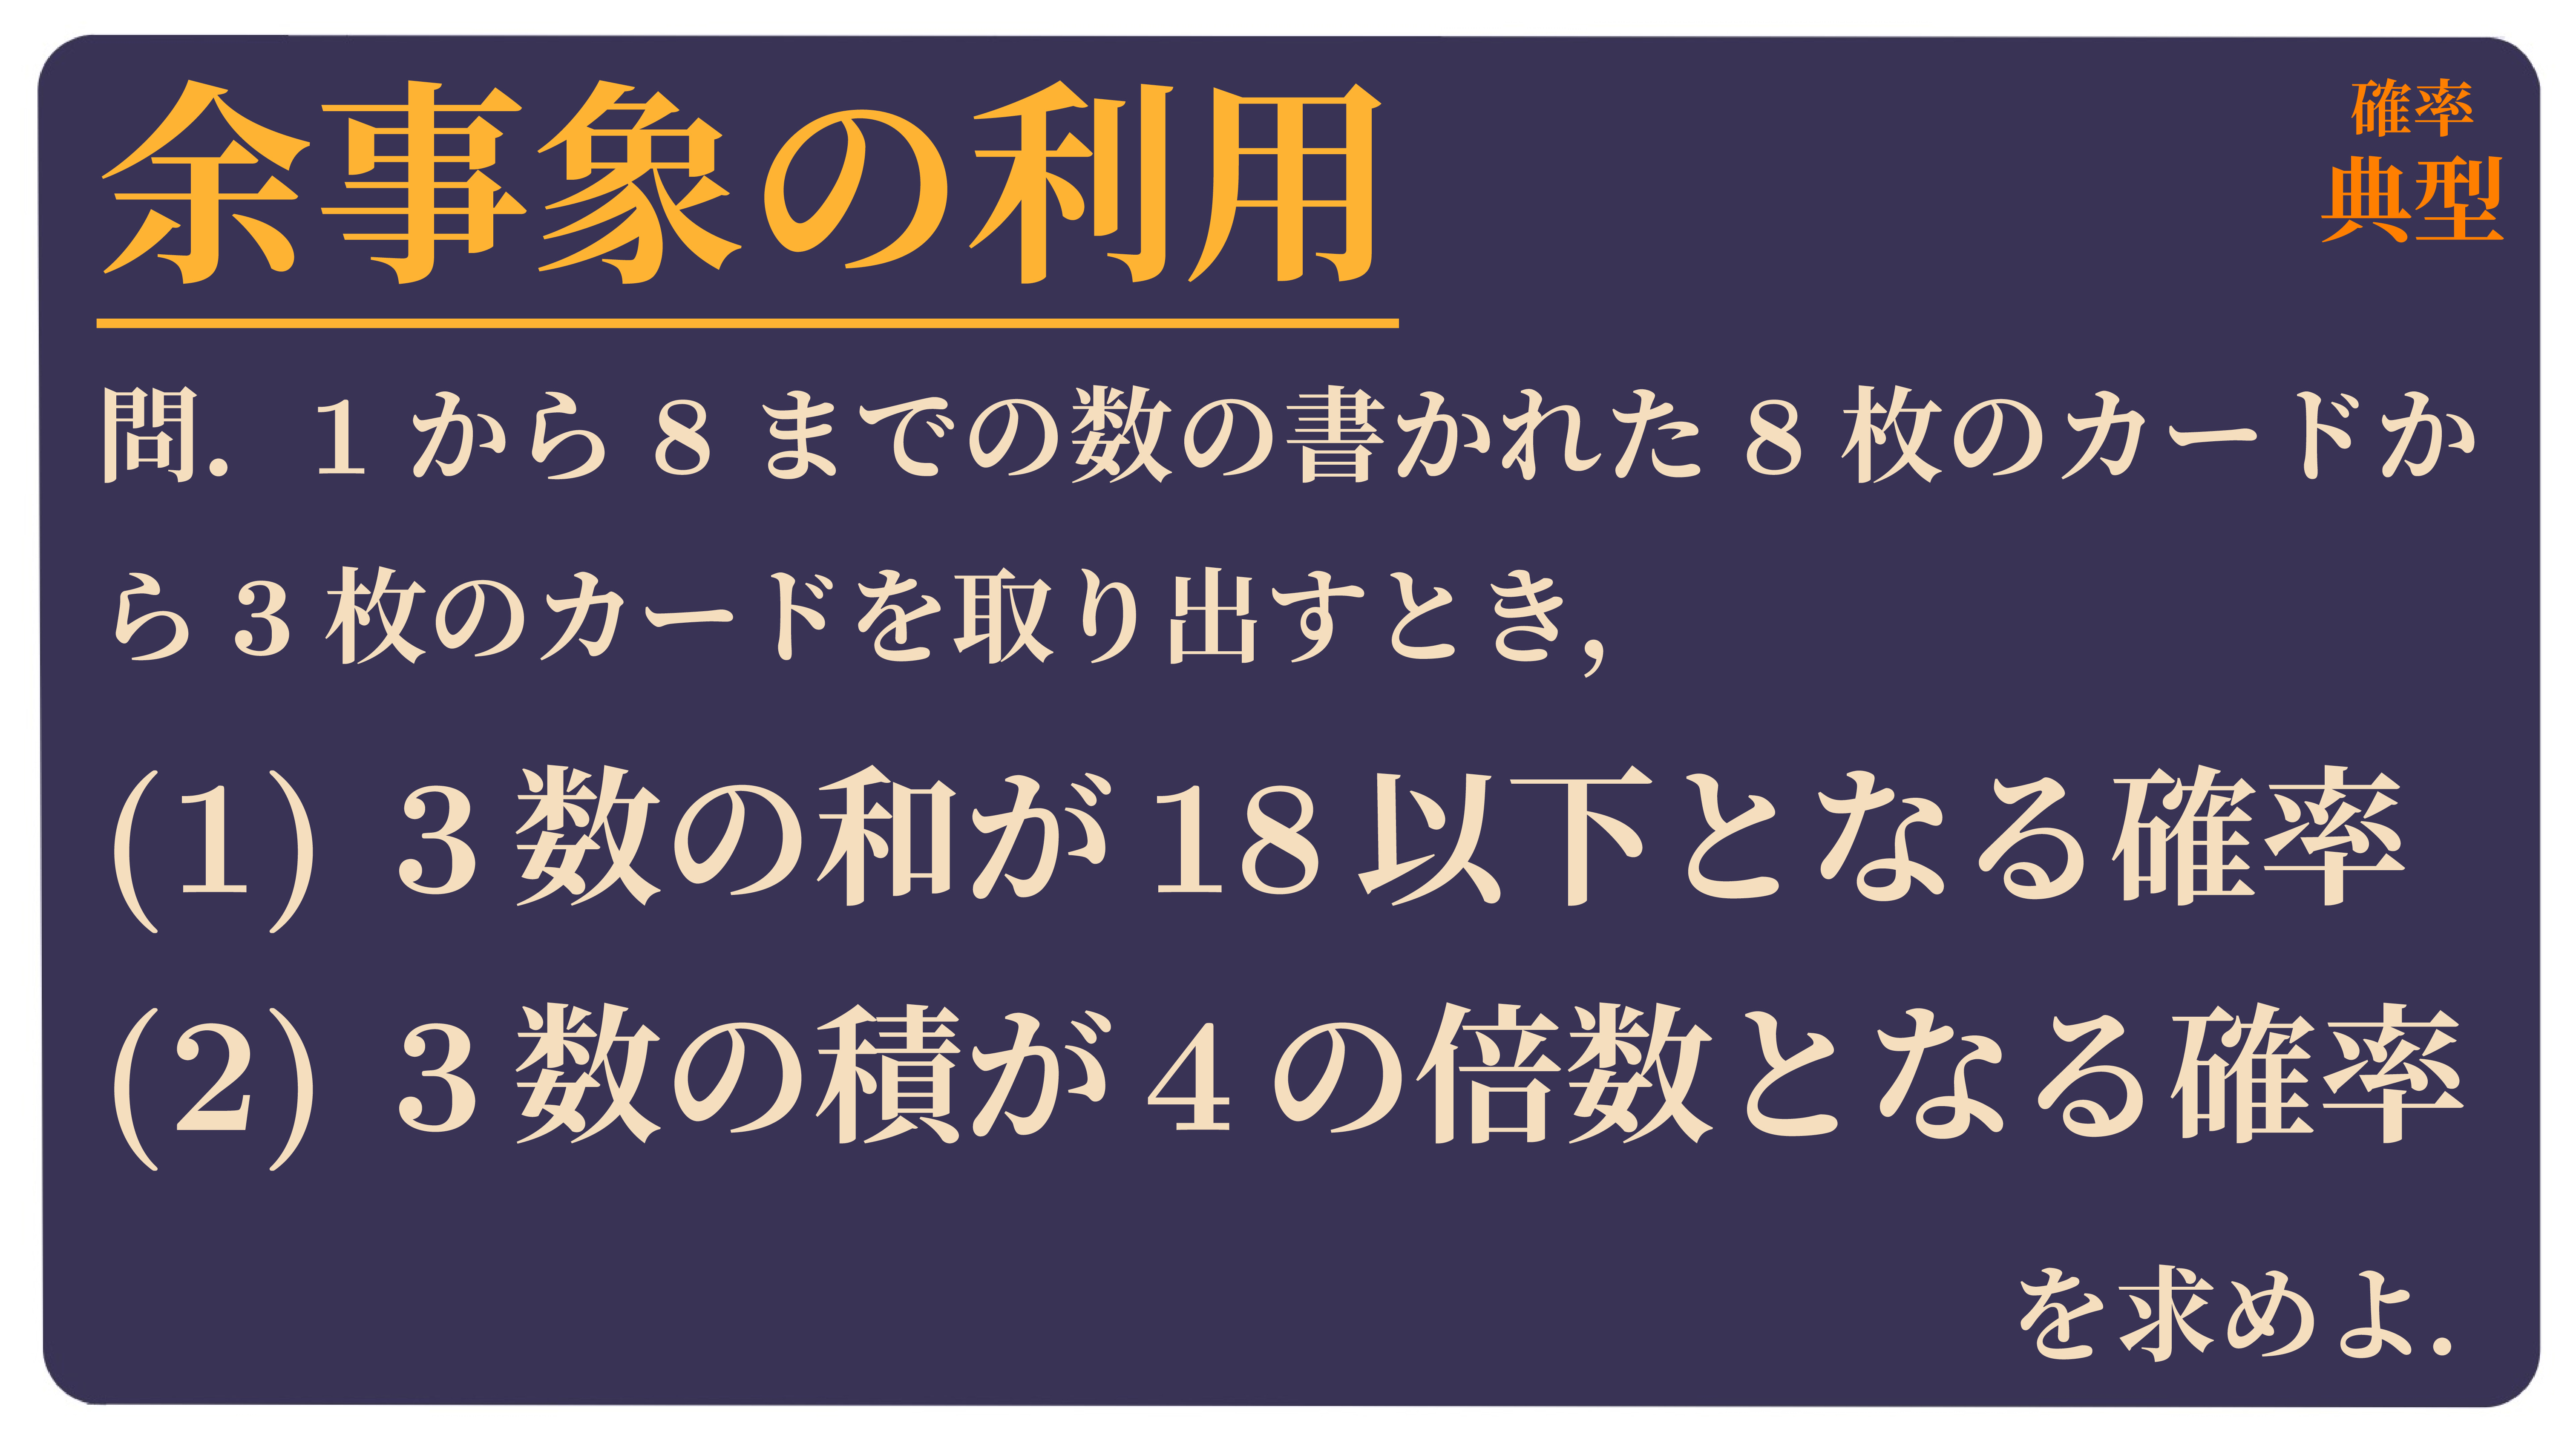 余事象の利用
確率
典型
問. 1 から 8 までの数の書かれた 8 枚のカードか
ら 3 枚のカードを取り出すとき,
(1) 3 数の和が 18 以下となる確率
(2) 3 数の積が 4 の倍数となる確率
を求めよ.